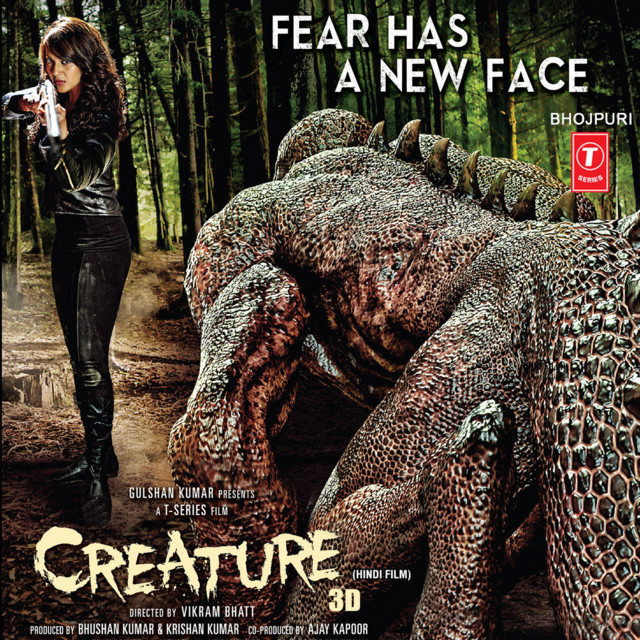 FEAR HAS
A NEW FACE
BHOJPURI
T
SERIES
GULSHAN KUMAR PRESENTS
A T-SERIES FILM
CREATURE
(HINDI FILM)
3D
DIRECTED BY VIKRAM BHATT
PRODUCED BY BHUSHAN KUMAR & KRISHAN KUMAR CO-PRODUCED BY AJAY KAPOOR